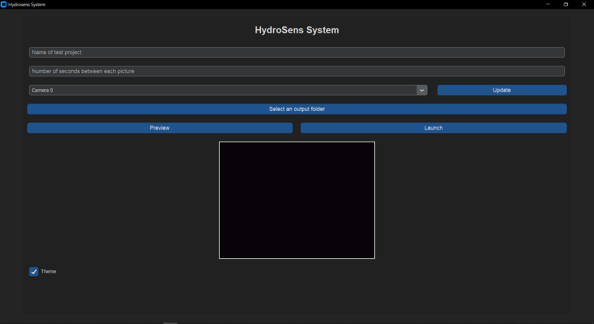 Hydrosens System
HydroSens System
Name of test project
Number of seconds between each picture
Camera 0
Update
Select an output folder
Preview
Launch
Theme